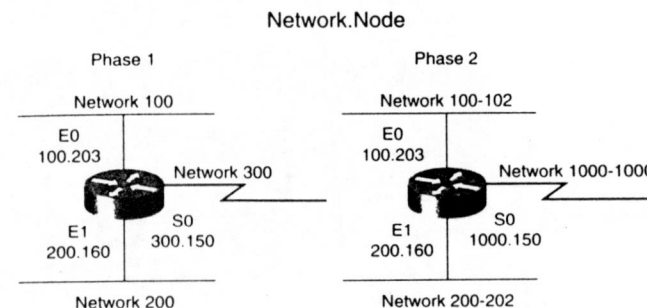 Network.Node
Phase 1
Network 100
E0
100.203
Network 300
E1
200.160
S0
300.150
Network 200
Phase 2
Network 100-102
E0
100.203
Network 1000-1000
E1
200.160
S0
1000.150
Network 200-202